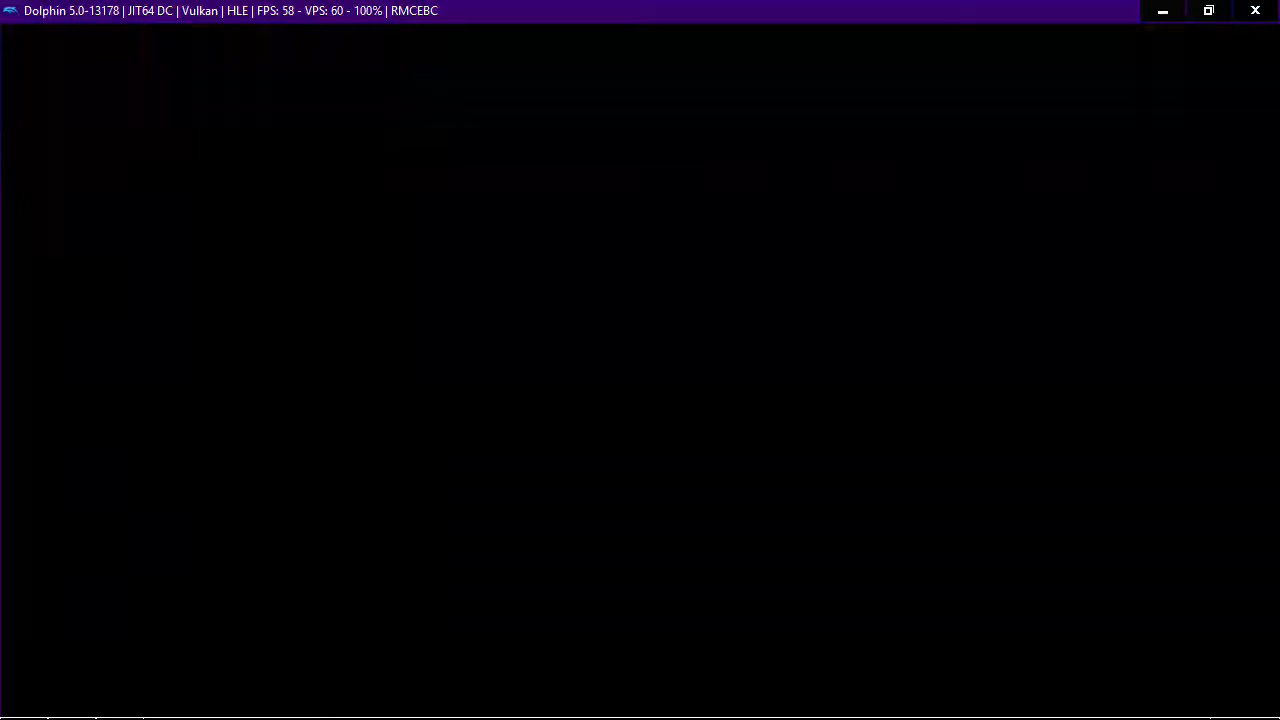 Dolphin 5.0-13178 | JIT64 DC | Vulkan | HLE | FPS: 58 - VPS: 60 - 100% | RMCEBC